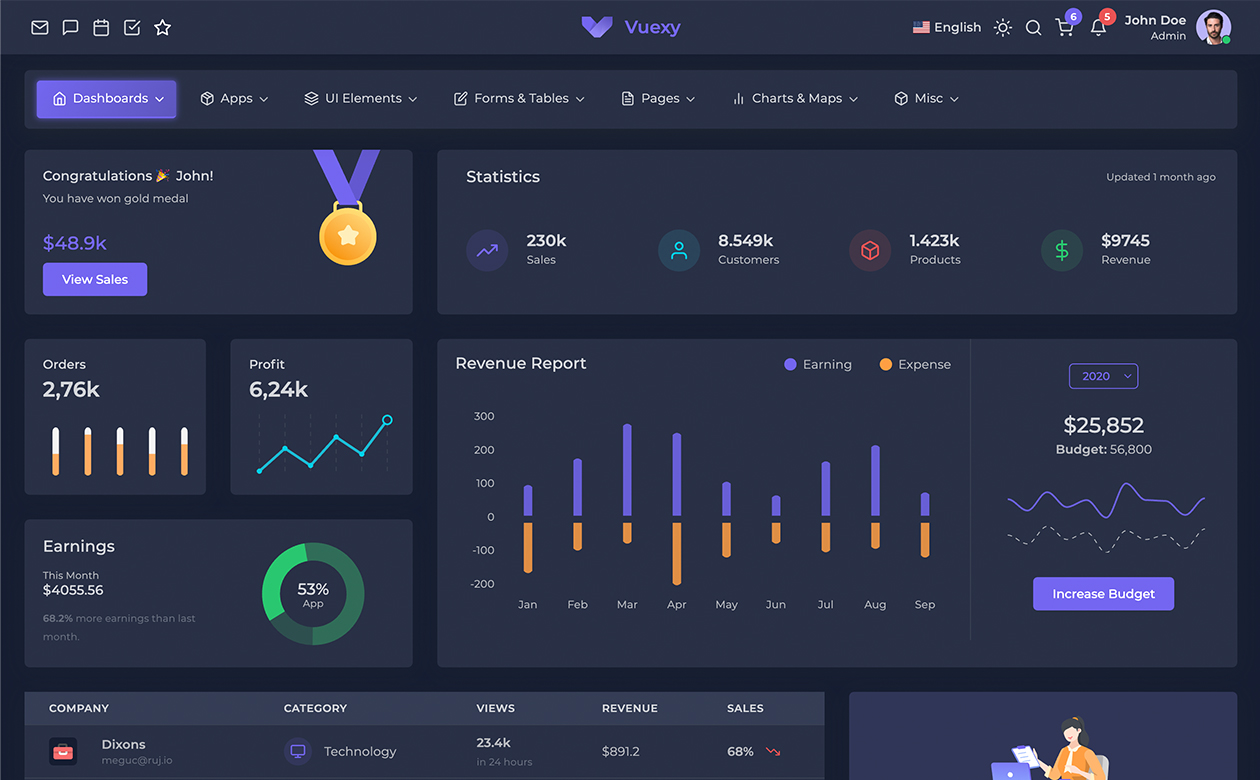 Vuexy
English
6
5
John Doe
Admin
Dashboards
Apps
UI Elements
Forms & Tables
Pages
Charts & Maps
Misc
Congratulations 🎉 John!
You have won gold medal
$48.9k
View Sales
Statistics
Updated 1 month ago
230k
Sales
8.549k
Customers
1.423k
Products
$9745
Revenue
Orders
2,76k
Profit
6,24k
Earnings
This Month
$4055.56
68.2% more earnings than last
month.
53%
App
Revenue Report
Earning
Expense
300
200
100
0
-100
-200
Jan
Feb
Mar
Apr
May
Jun
Jul
Aug
Sep
2020
$25,852
Budget: 56,800
Increase Budget
COMPANY
CATEGORY
VIEWS
REVENUE
SALES
Dixons
meguc@ruj.io
Technology
23.4k
in 24 hours
$891.2
68%